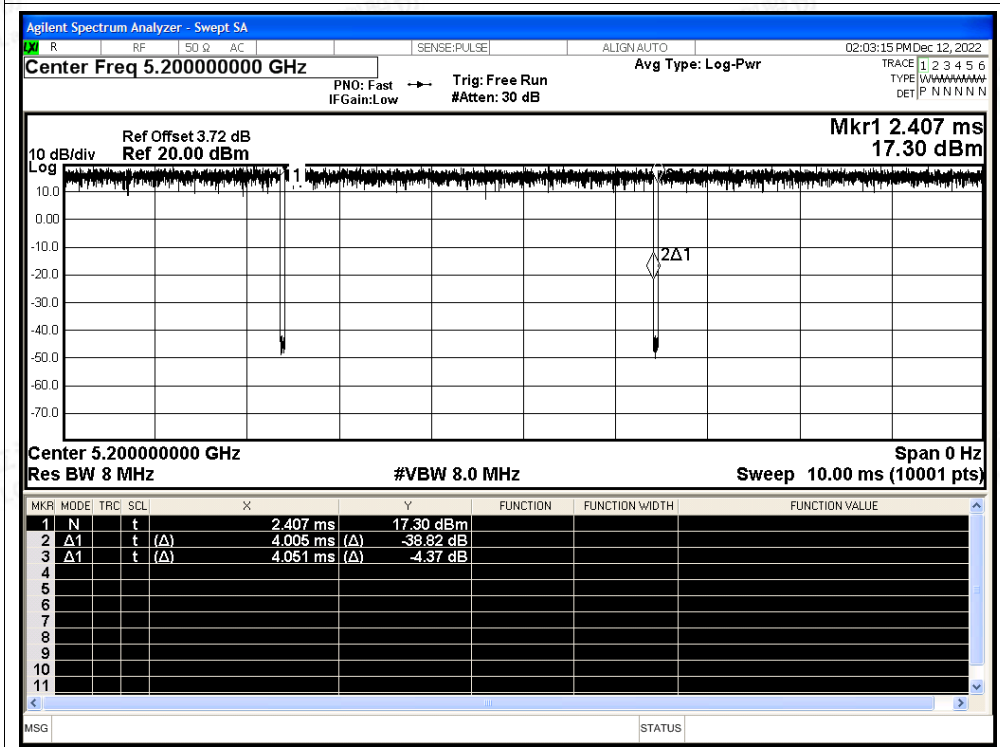 Agilent Spectrum Analyzer - Swept SA
LXI R RF 50 Ω AC SENSE:PULSE ALIGN AUTO 02:03:15 PM Dec 12, 2022
Center Freq 5.200000000 GHz Avg Type: Log-Pwr TRACE 1 2 3 4 5 6
PNO: Fast Trig: Free Run TYPE WWWWWW
IFGain:Low #Atten: 30 dB DET P N N N N N
Mkr1 2.407 ms
Ref Offset 3.72 dB
10 dB/div Ref 20.00 dBm 17.30 dBm
Log
1
10.0
0.00
-10.0
2Δ1
-20.0
-30.0
-40.0
-50.0
-60.0
-70.0
Center 5.200000000 GHz Span 0 Hz
Res BW 8 MHz #VBW 8.0 MHz Sweep 10.00 ms (10001 pts)
MKR MODE TRC SCL X Y FUNCTION FUNCTION WIDTH FUNCTION VALUE
1 N t 2.407 ms 17.30 dBm
2 Δ1 t (Δ) 4.005 ms (Δ) -38.82 dB
3 Δ1 t (Δ) 4.051 ms (Δ) -4.37 dB
4
5
6
7
8
9
10
11
MSG STATUS